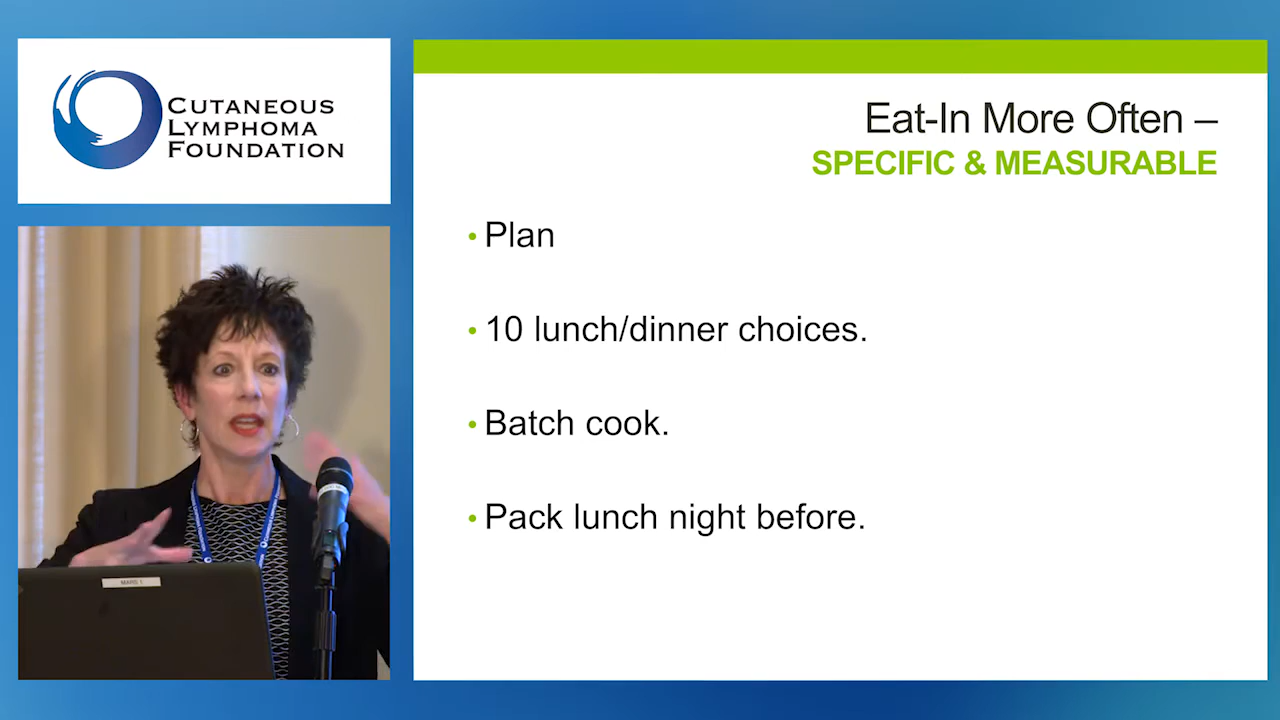 CUTANEOUS
LYMPHOMA
FOUNDATION
Eat-In More Often –
SPECIFIC & MEASURABLE
• Plan
• 10 lunch/dinner choices.
• Batch cook.
• Pack lunch night before.